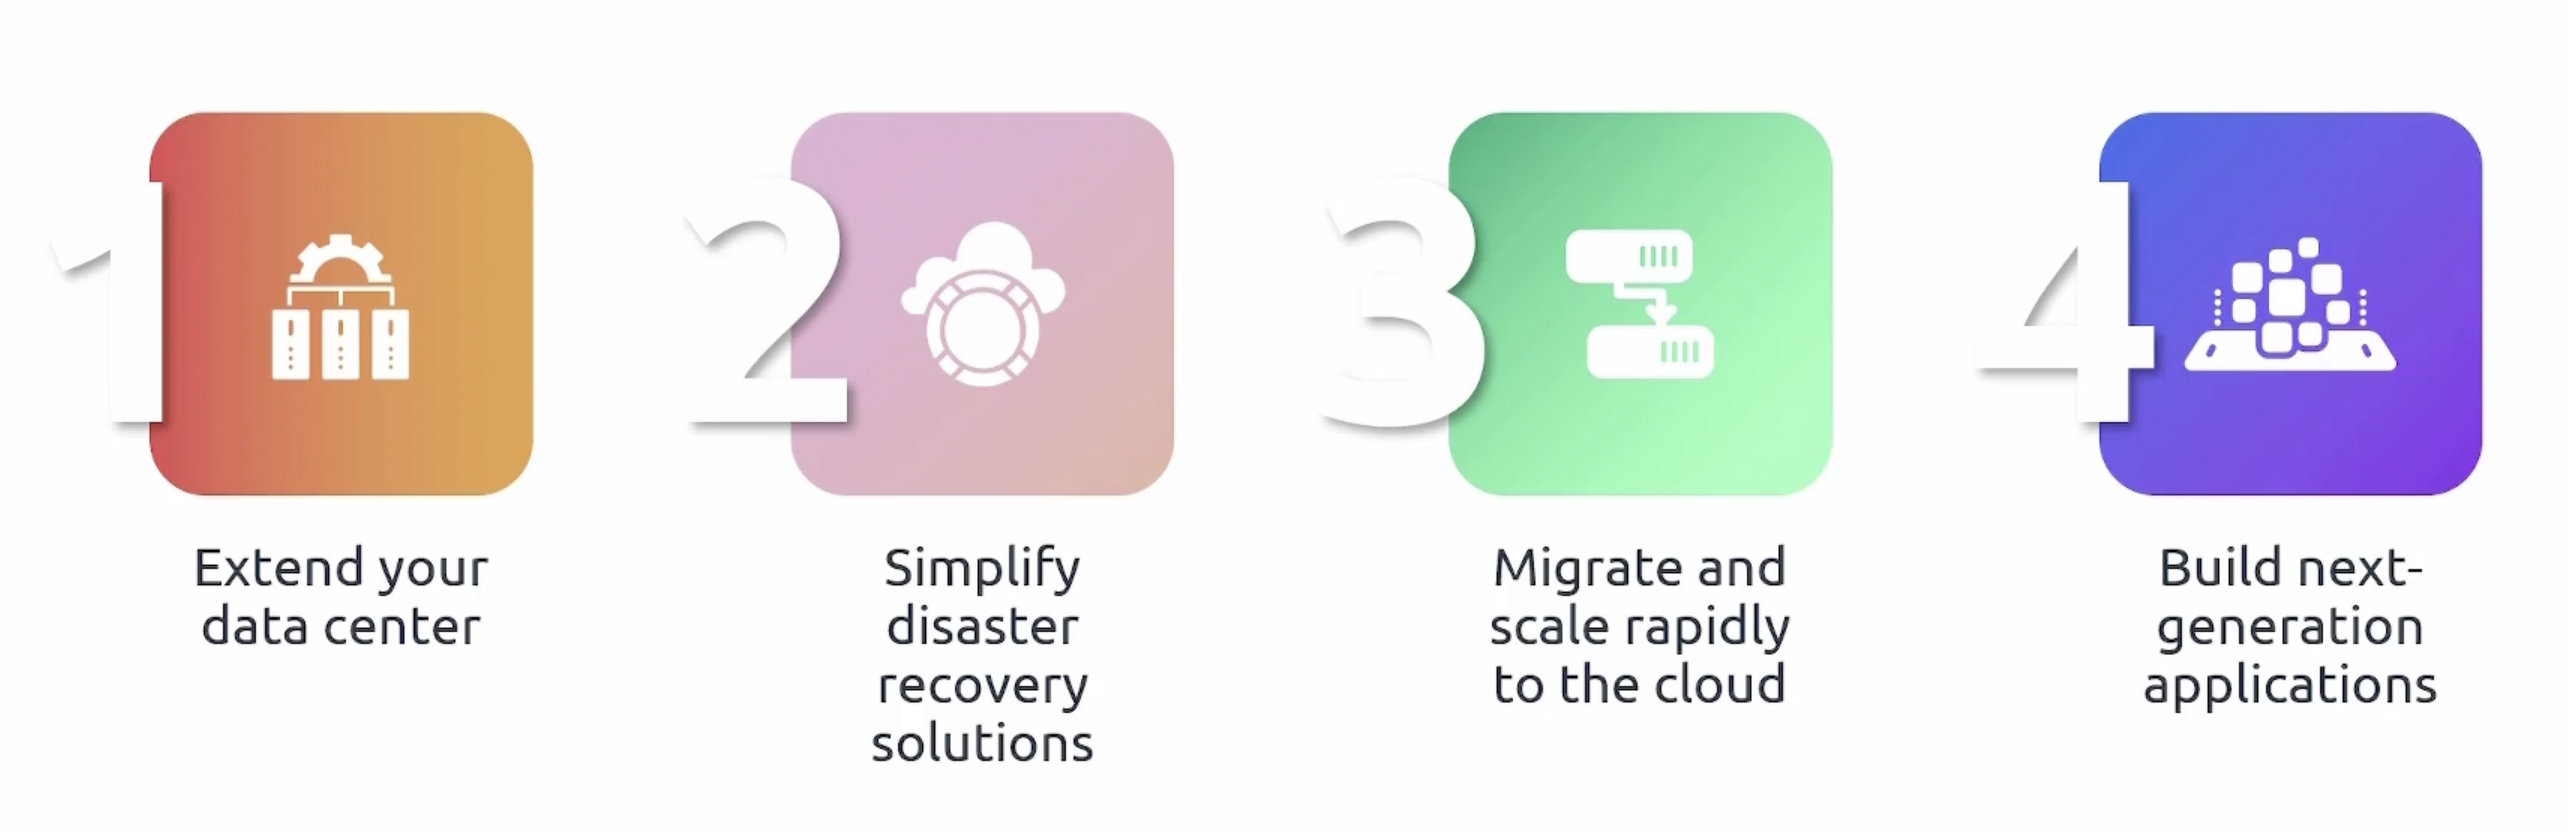 1
Extend your
data center
2
Simplify
disaster
recovery
solutions
3
Migrate and
scale rapidly
to the cloud
4
Build next-
generation
applications